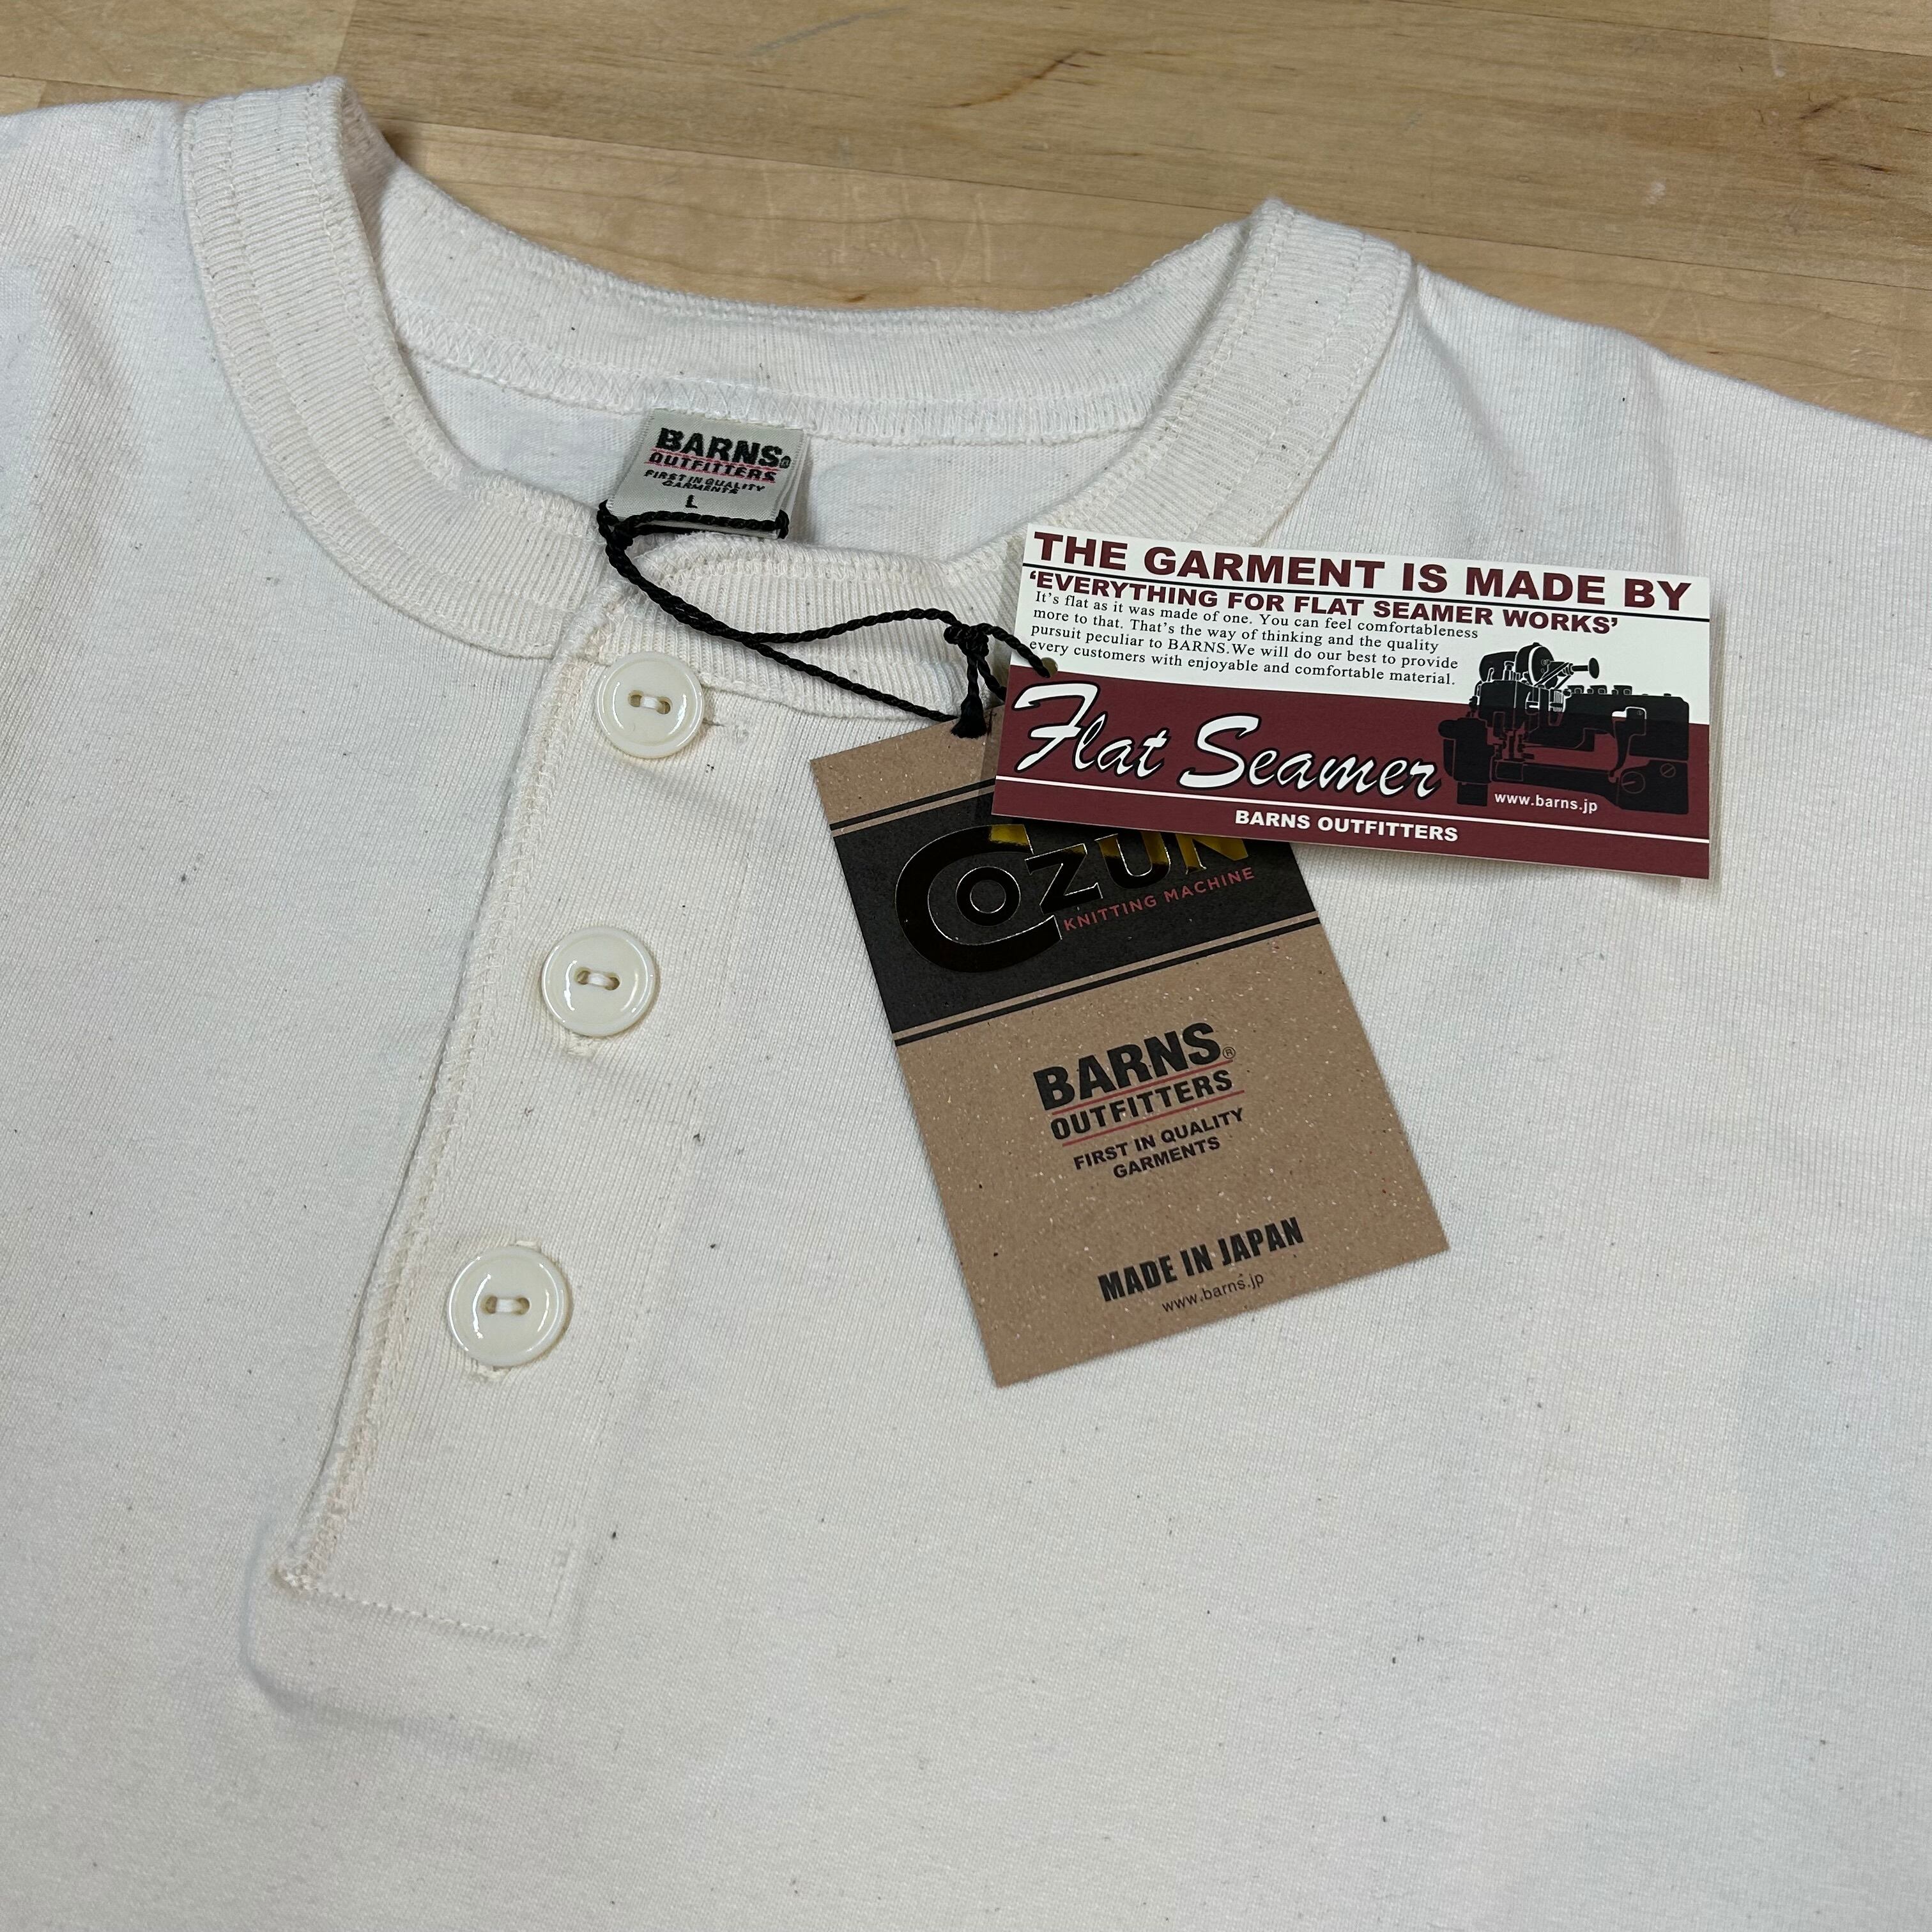 BARNS®
OUTFITTERS
FIRST IN QUALITY
GARMENTS
L
THE GARMENT IS MADE BY
‘EVERYTHING FOR FLAT SEAMER WORKS’
It’s flat as it was made of one. You can feel comfortableness
more to that. That’s the way of thinking and the quality
pursuit peculiar to BARNS.We will do our best to provide
every customers with enjoyable and comfortable material.
Flat Seamer
www.barns.jp
BARNS OUTFITTERS
COZUN
KNITTING MACHINE
BARNS®
OUTFITTERS
FIRST IN QUALITY
GARMENTS
MADE IN JAPAN
www.barns.jp